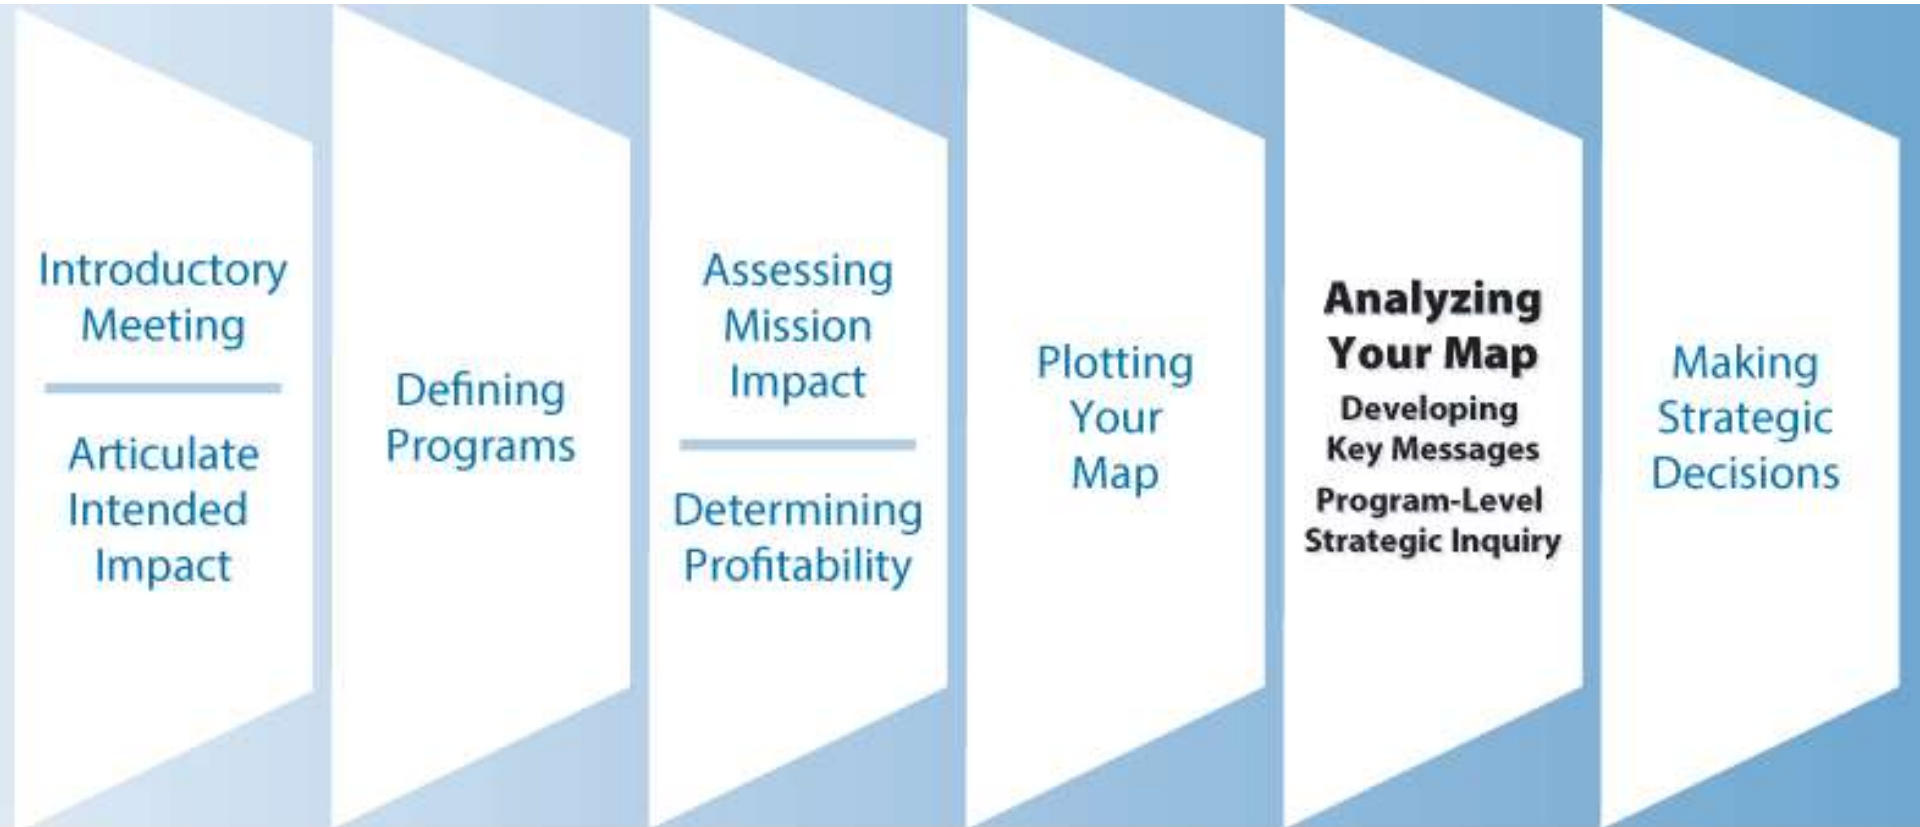 Introductory
Meeting
Articulate
Intended
Impact
Defining
Programs
Assessing
Mission
Impact
Determining
Profitability
Plotting
Your
Map
Analyzing
Your Map
Developing
Key Messages
Program-Level
Strategic Inquiry
Making
Strategic
Decisions